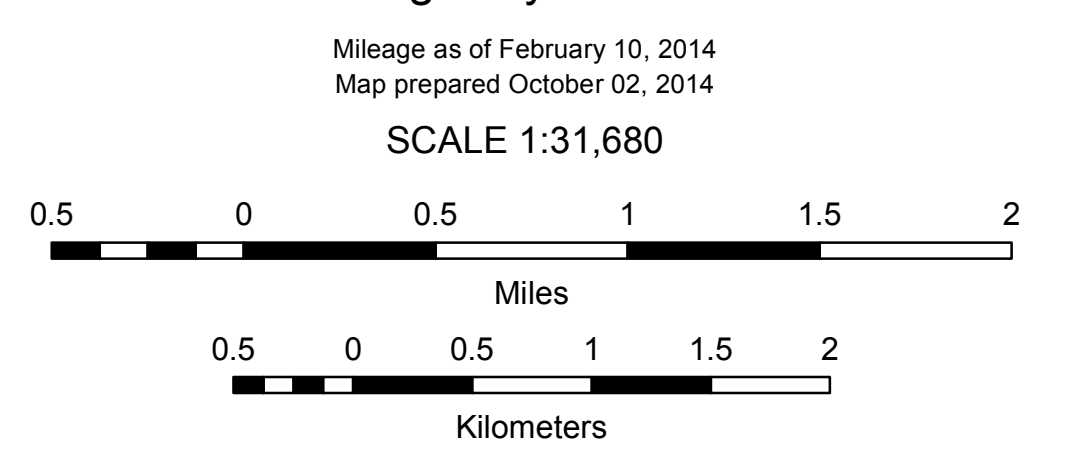 Mileage as of February 10, 2014
Map prepared October 02, 2014
SCALE 1:31,680
0.5 0 0.5 1 1.5 2
Miles
0.5 0 0.5 1 1.5 2
Kilometers